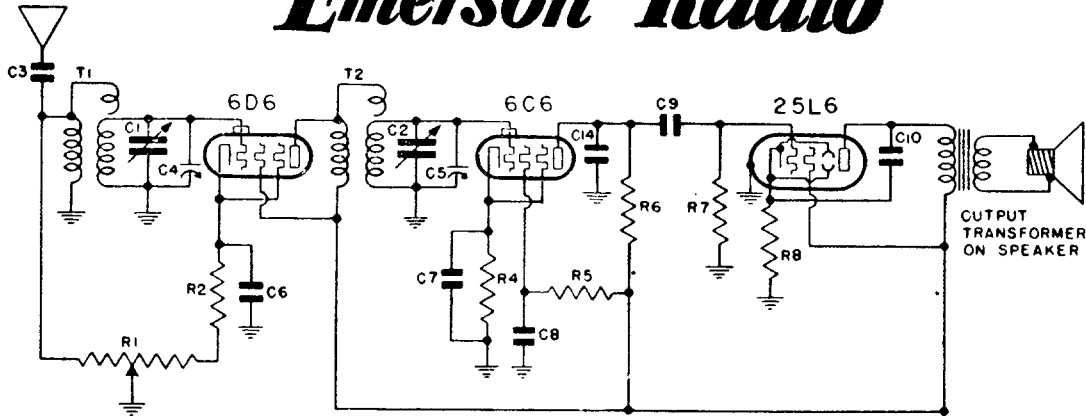 Emerson Radio
C3
T1
T2
6D6
6C6
C9
25L6
C1
C4
C2
C5
C14
C10
R6
R7
R8
OUTPUT
TRANSFORMER
ON SPEAKER
R2
C6
C7
R4
R5
C8
R1